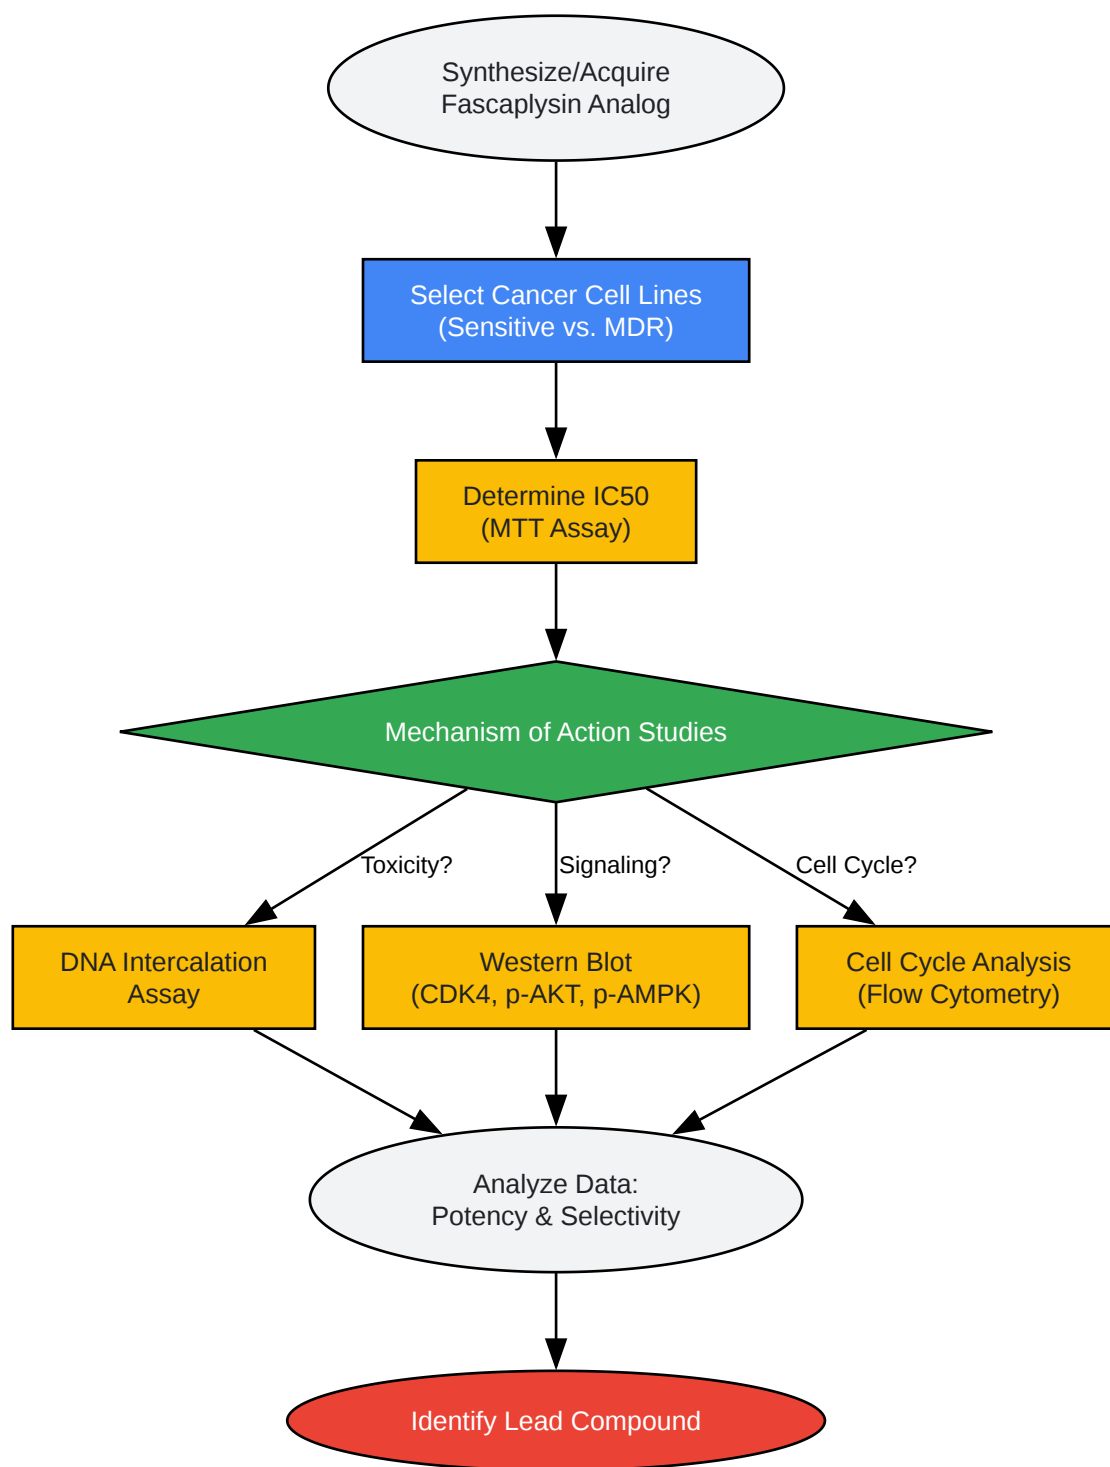 Synthesize/Acquire
Fascaplysin Analog
Select Cancer Cell Lines
(Sensitive vs. MDR)
Determine IC50
(MTT Assay)
Mechanism of Action Studies
Toxicity?
Signaling?
Cell Cycle?
DNA Intercalation
Assay
Western Blot
(CDK4, p-AKT, p-AMPK)
Cell Cycle Analysis
(Flow Cytometry)
Analyze Data:
Potency & Selectivity
Identify Lead Compound